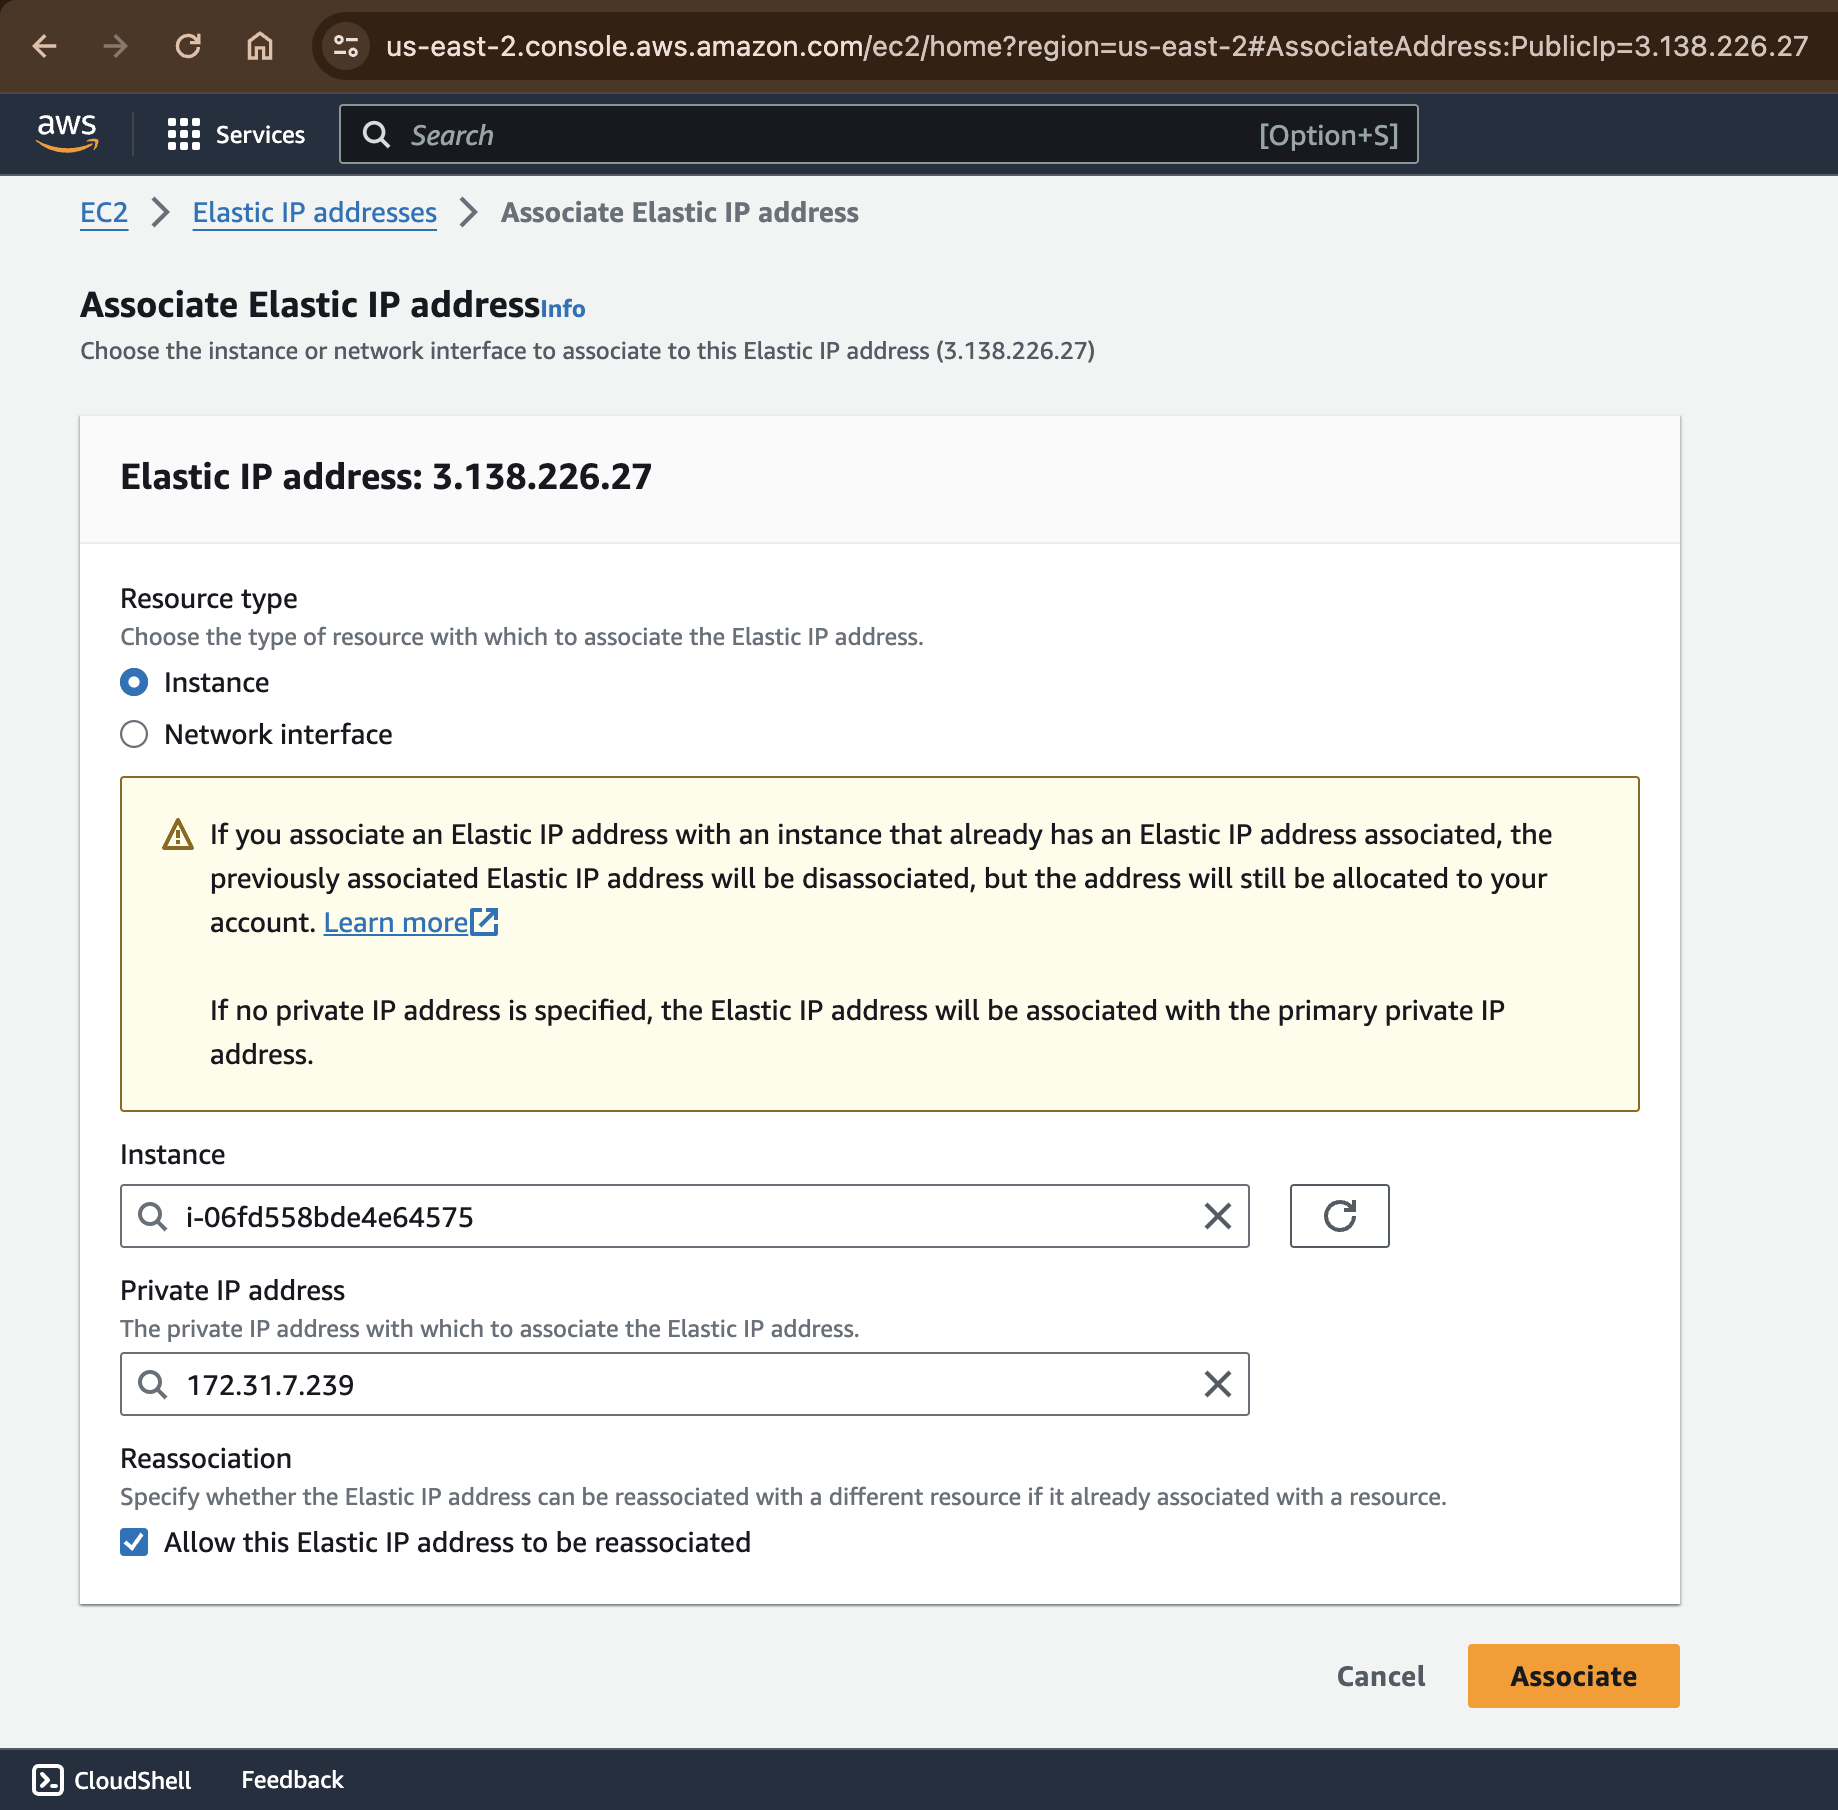 us-east-2.console.aws.amazon.com/ec2/home?region=us-east-2#AssociateAddress:PublicIp=3.138.226.27
aws
Services
Search
[Option+S]
EC2
Elastic IP addresses
Associate Elastic IP address
Associate Elastic IP address Info
Choose the instance or network interface to associate to this Elastic IP address (3.138.226.27)
Elastic IP address: 3.138.226.27
Resource type
Choose the type of resource with which to associate the Elastic IP address.
Instance
Network interface
If you associate an Elastic IP address with an instance that already has an Elastic IP address associated, the
previously associated Elastic IP address will be disassociated, but the address will still be allocated to your
account. Learn more
If no private IP address is specified, the Elastic IP address will be associated with the primary private IP
address.
Instance
i-06fd558bde4e64575
Private IP address
The private IP address with which to associate the Elastic IP address.
172.31.7.239
Reassociation
Specify whether the Elastic IP address can be reassociated with a different resource if it already associated with a resource.
Allow this Elastic IP address to be reassociated
Cancel
Associate
CloudShell
Feedback